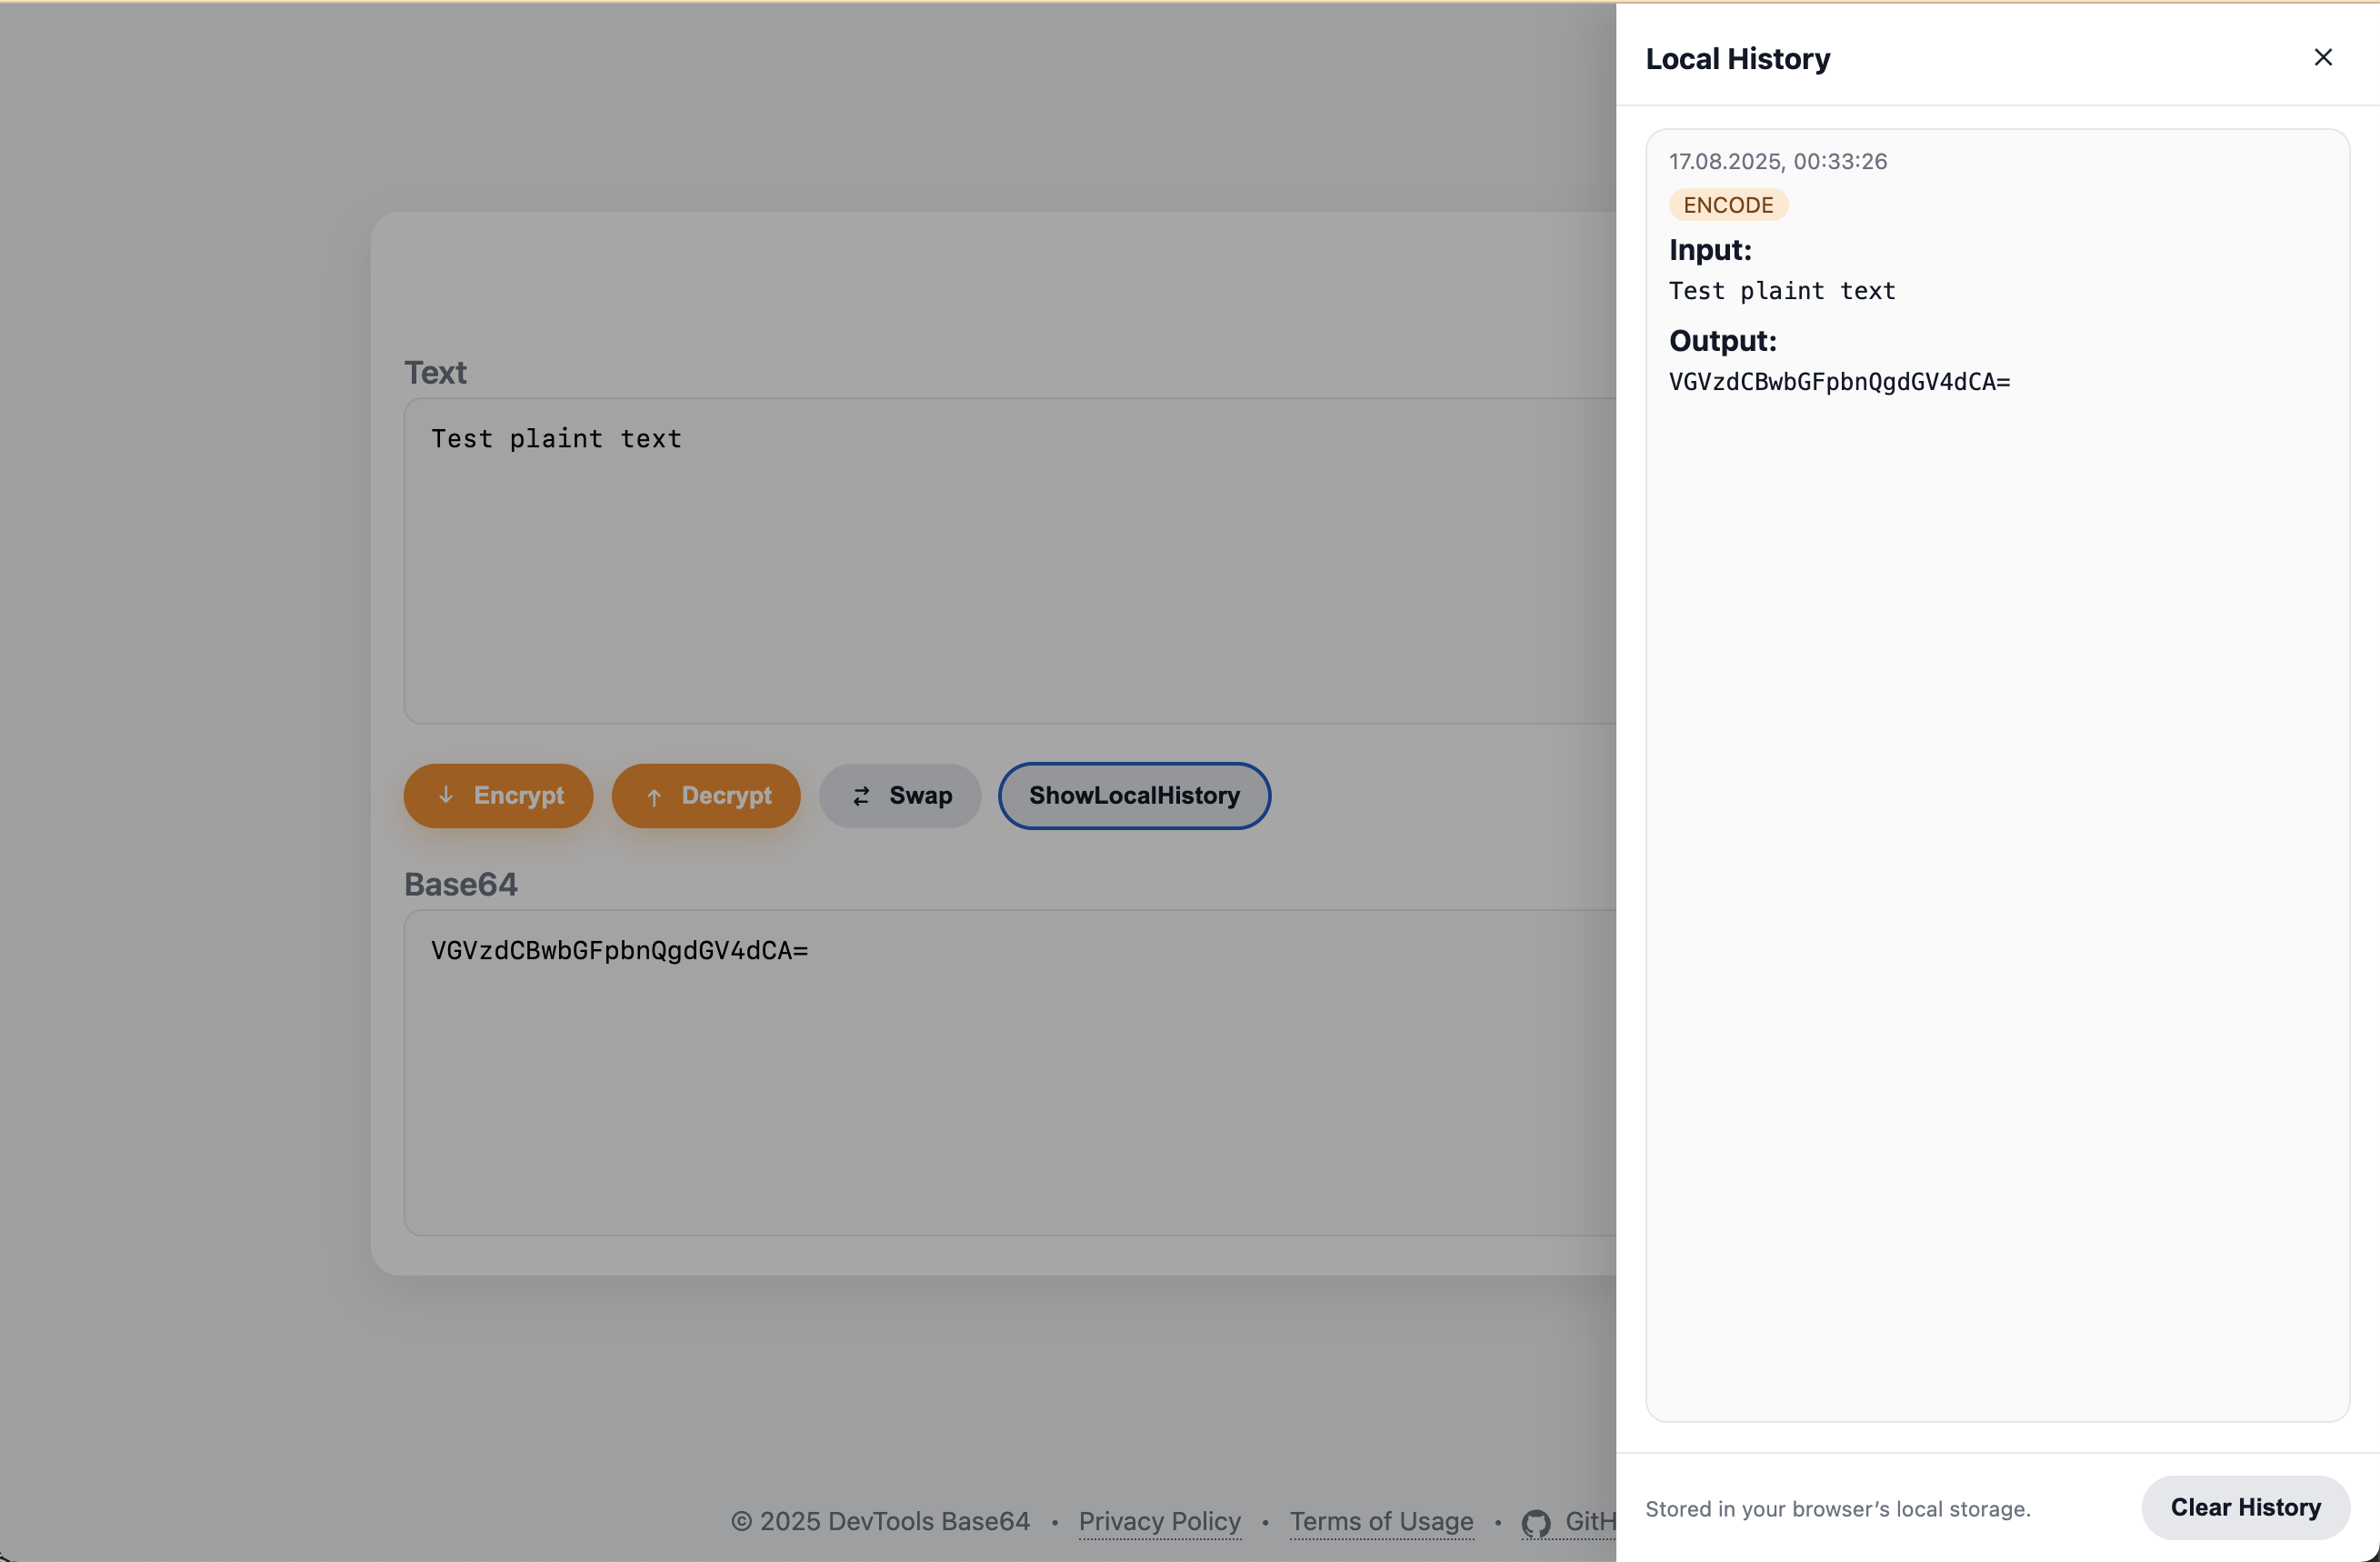 Local History
17.08.2025, 00:33:26
ENCODE
Input:
Test plaint text
Output:
VGVzdCBwbGFpbnQgdGV4dCA=
Text
Test plaint text
Encrypt
Decrypt
Swap
ShowLocalHistory
Base64
VGVzdCBwbGFpbnQgdGV4dCA=
© 2025 DevTools Base64 • Privacy Policy • Terms of Usage • GitH
Stored in your browser’s local storage.
Clear History